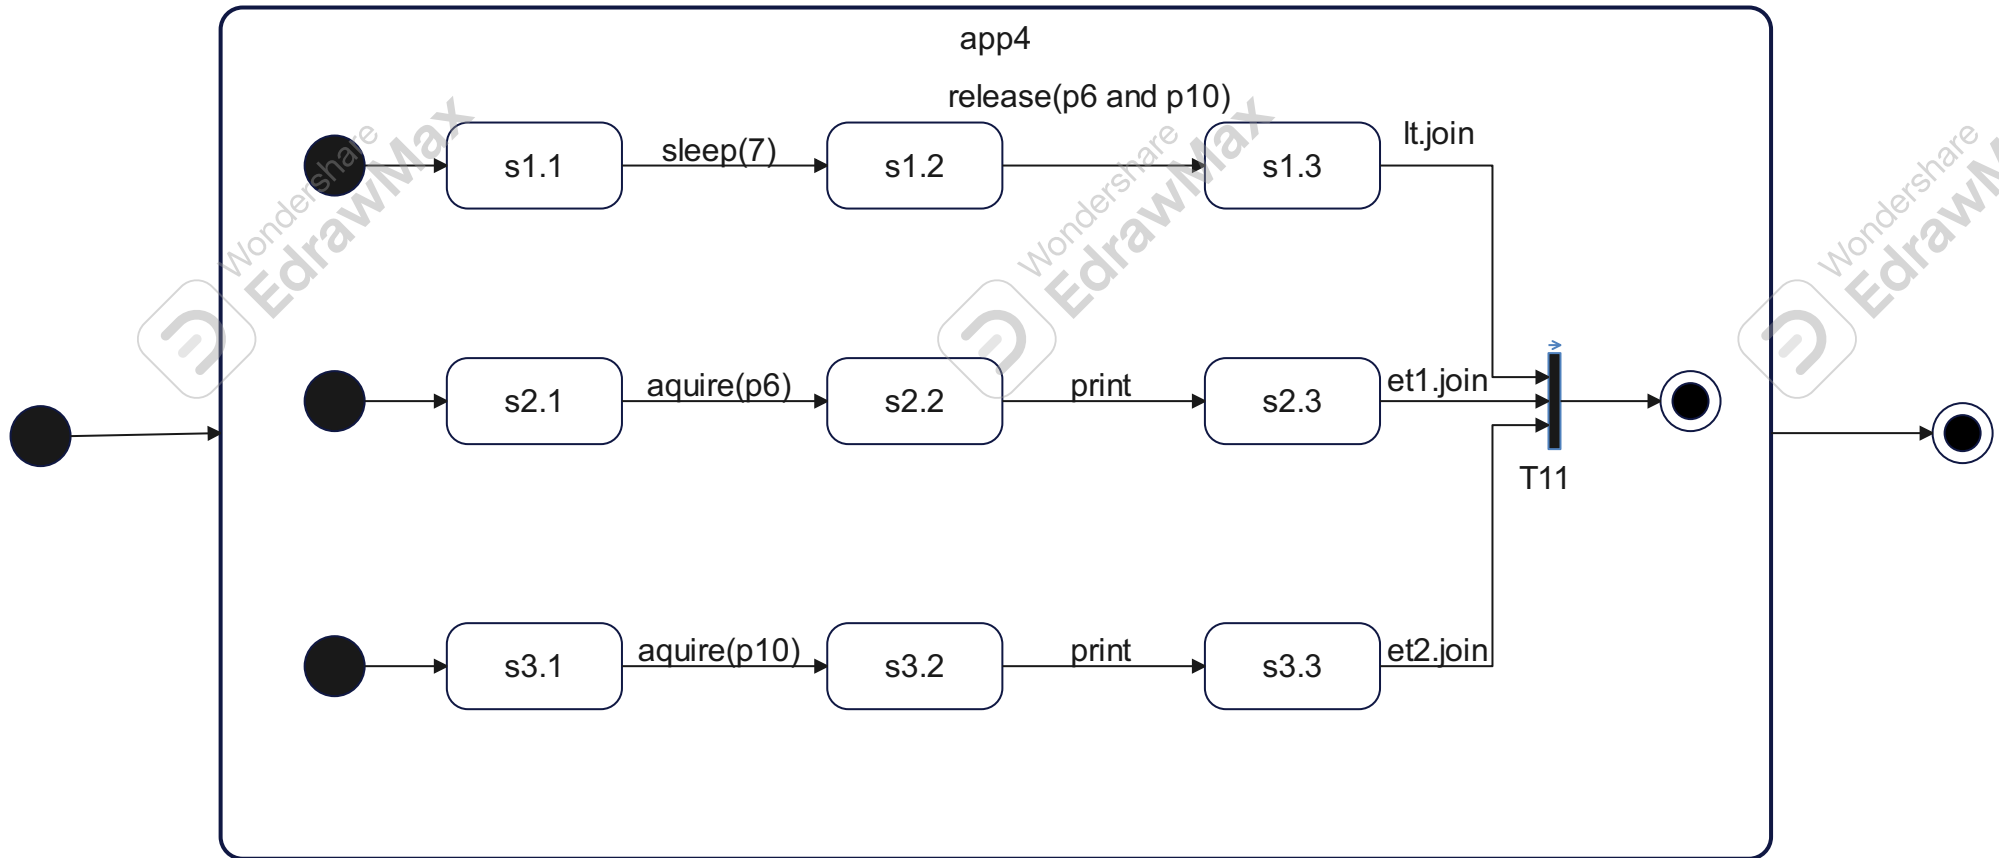 app4
release(p6 and p10)
s1.1
sleep(7)
s1.2
s1.3
lt.join
s2.1
aquire(p6)
s2.2
print
s2.3
et1.join
T11
s3.1
aquire(p10)
s3.2
print
s3.3
et2.join
Wondershare
EdrawMax
Wondershare
EdrawMax
Wondershare
EdrawM